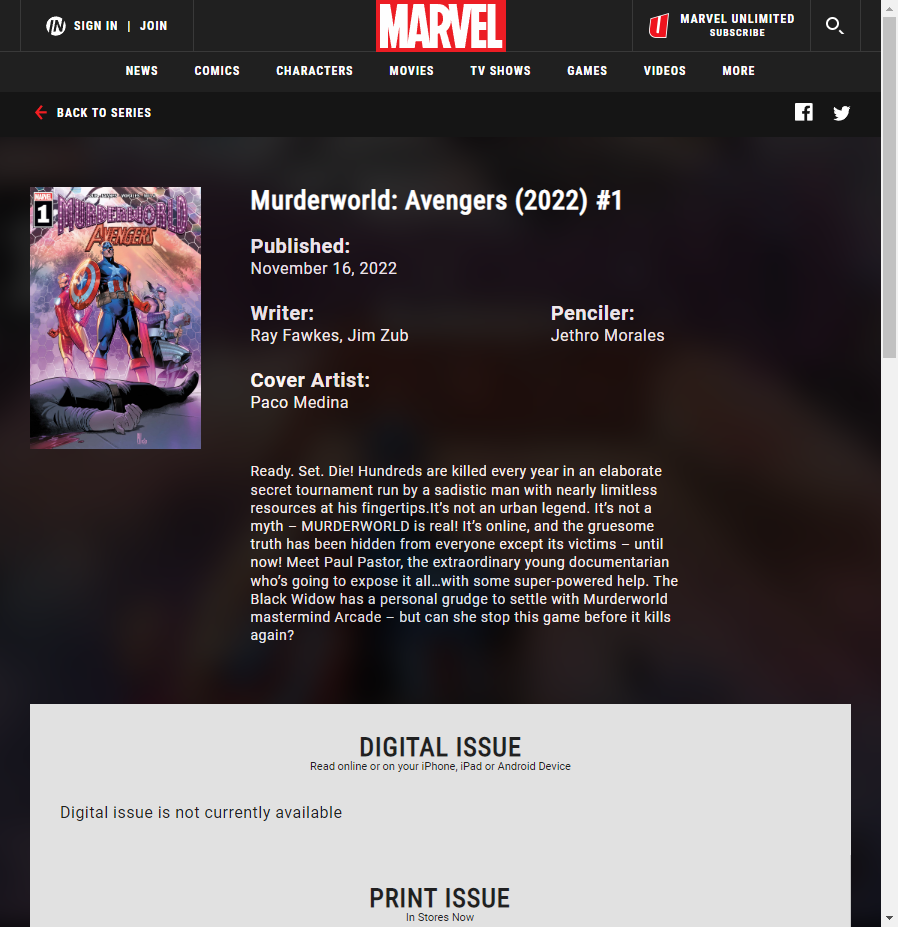 SIGN IN | JOIN
MARVEL
MARVEL UNLIMITED
SUBSCRIBE
NEWS COMICS CHARACTERS MOVIES TV SHOWS GAMES VIDEOS MORE
BACK TO SERIES
MARVEL
1
MURDERWORLD
AVENGERS
Murderworld: Avengers (2022) #1
Published:
November 16, 2022
Writer:
Ray Fawkes, Jim Zub
Penciler:
Jethro Morales
Cover Artist:
Paco Medina
Ready. Set. Die! Hundreds are killed every year in an elaborate
secret tournament run by a sadistic man with nearly limitless
resources at his fingertips.It’s not an urban legend. It’s not a
myth – MURDERWORLD is real! It’s online, and the gruesome
truth has been hidden from everyone except its victims – until
now! Meet Paul Pastor, the extraordinary young documentarian
who’s going to expose it all…with some super-powered help. The
Black Widow has a personal grudge to settle with Murderworld
mastermind Arcade – but can she stop this game before it kills
again?
DIGITAL ISSUE
Read online or on your iPhone, iPad or Android Device
Digital issue is not currently available
PRINT ISSUE
In Stores Now